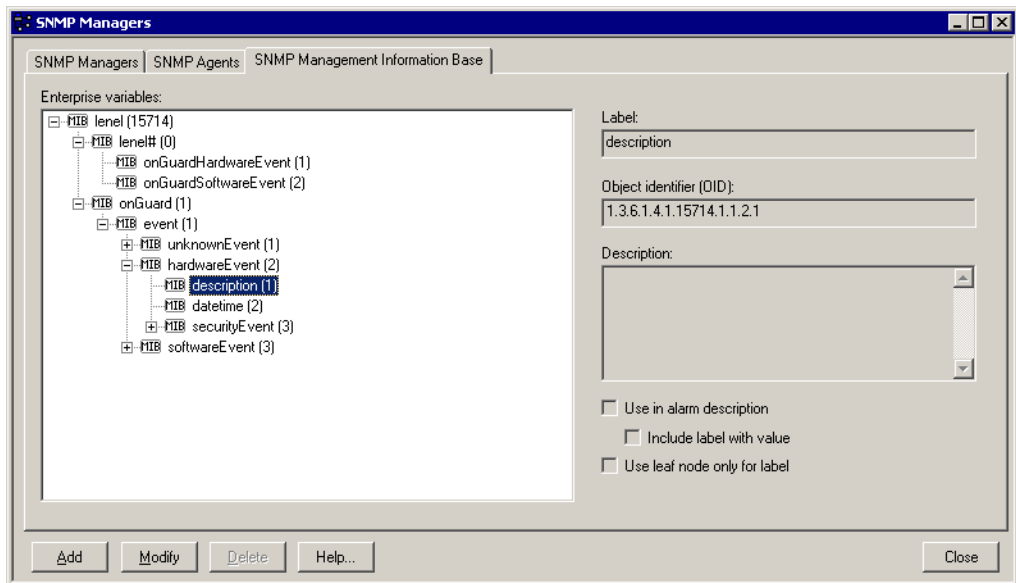 SNMP Managers
SNMP Managers SNMP Agents SNMP Management Information Base
Enterprise variables:
MIB lenel (15714)
MIB lenel# (0)
MIB onGuardHardwareEvent (1)
MIB onGuardSoftwareEvent (2)
MIB onGuard (1)
MIB event (1)
MIB unknownEvent (1)
MIB hardwareEvent (2)
MIB description (1)
MIB datetime (2)
MIB securityEvent (3)
MIB softwareEvent (3)
Label:
description
Object identifier (OID):
1.3.6.1.4.1.15714.1.1.2.1
Description:
Use in alarm description
Include label with value
Use leaf node only for label
Add Modify Delete Help... Close